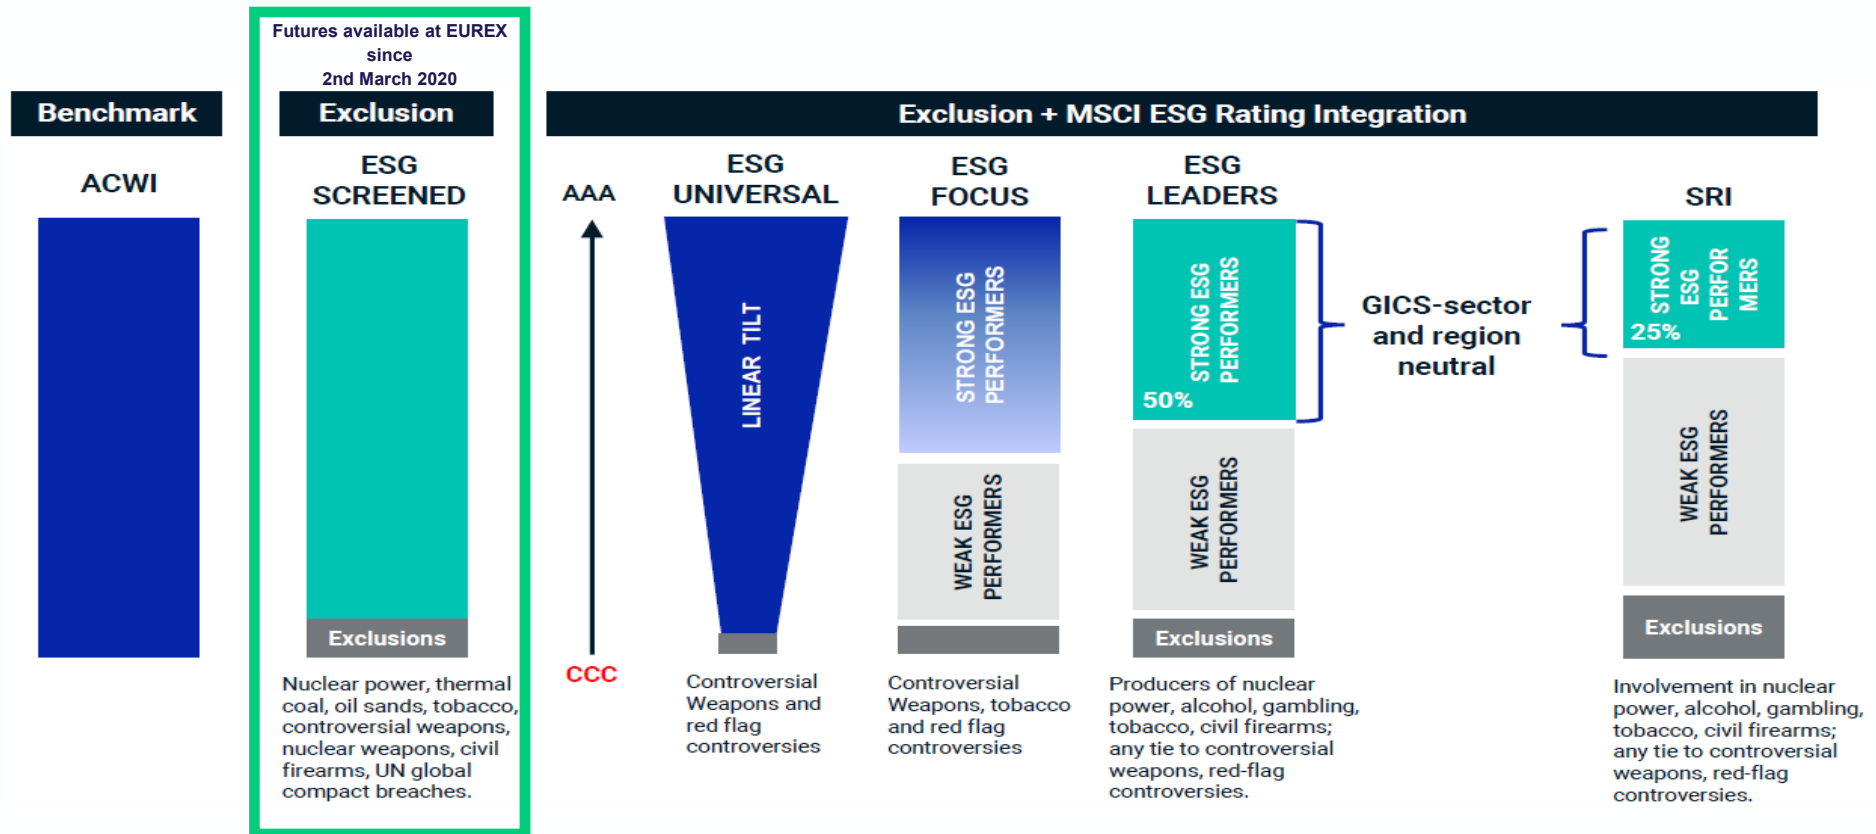 Futures available at EUREX
since
2nd March 2020
Benchmark
Exclusion
Exclusion + MSCI ESG Rating Integration
ACWI
ESG
SCREENED
Exclusions
Nuclear power, thermal
coal, oil sands, tobacco,
controversial weapons,
nuclear weapons, civil
firearms, UN global
compact breaches.
AAA
CCC
ESG
UNIVERSAL
LINEAR TILT
Controversial
Weapons and
red flag
controversies
ESG
FOCUS
STRONG ESG
PERFORMERS
WEAK ESG
PERFORMERS
Controversial
Weapons, tobacco
and red flag
controversies
ESG
LEADERS
STRONG ESG
PERFORMERS
50%
WEAK ESG
PERFORMERS
Exclusions
Producers of nuclear
power, alcohol, gambling,
tobacco, civil firearms;
any tie to controversial
weapons, red-flag
controversies.
GICS-sector
and region
neutral
SRI
STRONG
ESG
PERFOR
MERS
25%
WEAK ESG
PERFORMERS
Exclusions
Involvement in nuclear
power, alcohol, gambling,
tobacco, civil firearms;
any tie to controversial
weapons, red-flag
controversies.